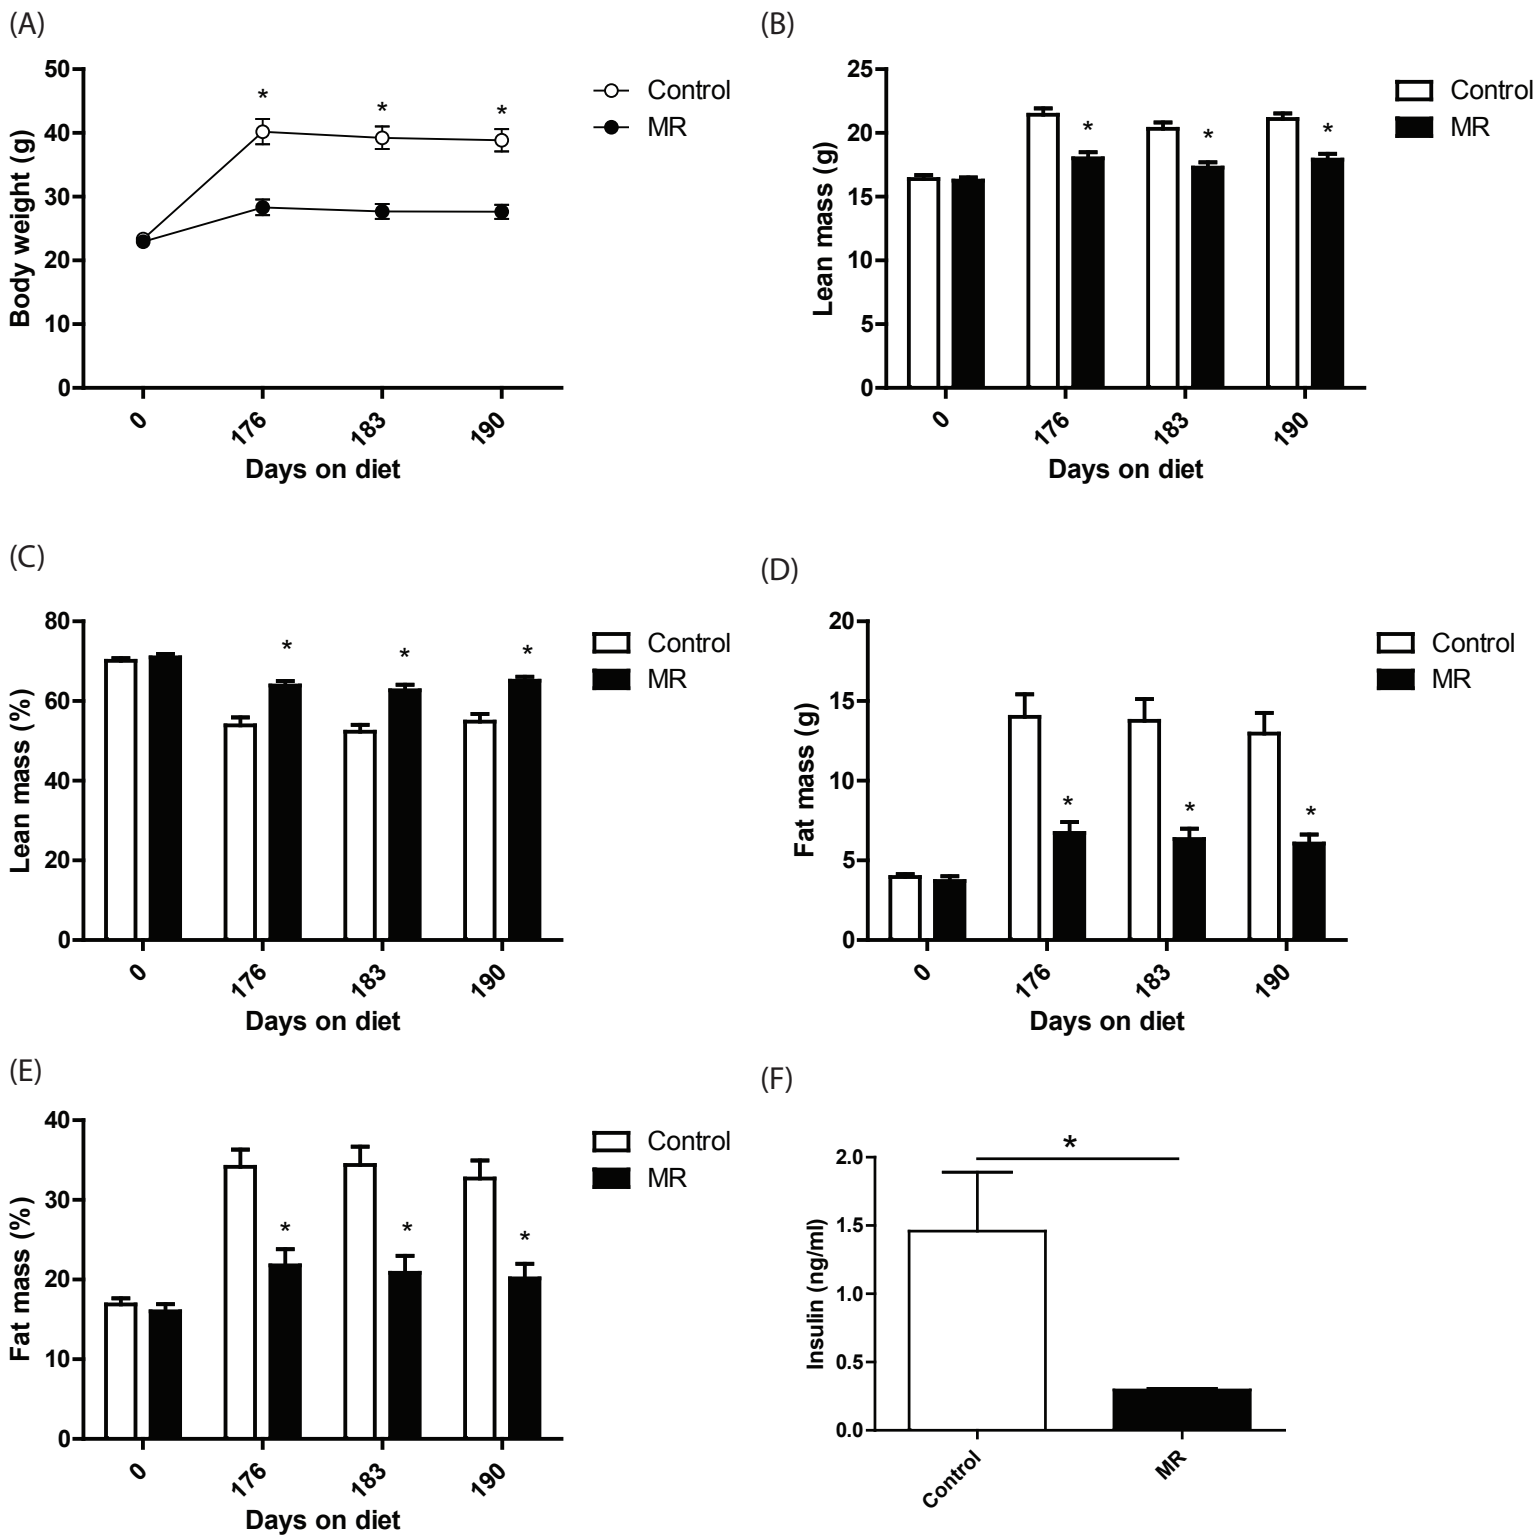 (A)
Body weight (g)
50
40
30
20
10
0
* * *
0 176 183 190
Days on diet
Control
MR
(B)
Lean mass (g)
25
20
15
10
5
0
* * *
0 176 183 190
Days on diet
Control
MR
(C)
Lean mass (%)
80
60
40
20
0
* * *
0 176 183 190
Days on diet
Control
MR
(D)
Fat mass (g)
20
15
10
5
0
* * *
0 176 183 190
Days on diet
Control
MR
(E)
Fat mass (%)
40
30
20
10
0
* * *
0 176 183 190
Days on diet
Control
MR
(F)
Insulin (ng/ml)
2.0
1.5
1.0
0.5
0.0
*
Control MR